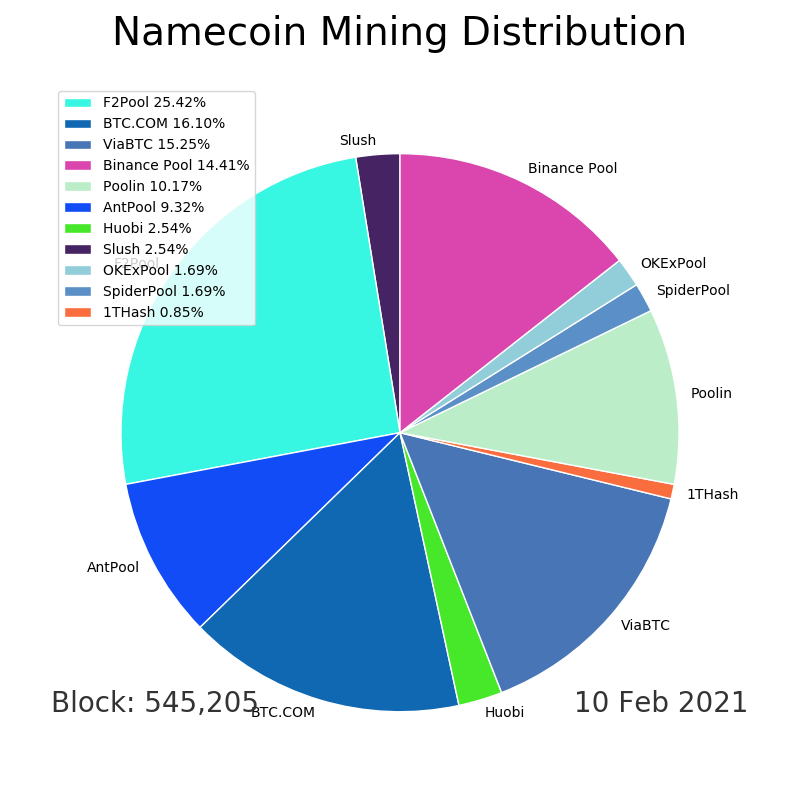 Namecoin Mining Distribution
F2Pool 25.42%
BTC.COM 16.10%
ViaBTC 15.25%
Binance Pool 14.41%
Poolin 10.17%
AntPool 9.32%
Huobi 2.54%
Slush 2.54%
OKExPool 1.69%
SpiderPool 1.69%
1THash 0.85%
Slush
Binance Pool
F2Pool
OKExPool
SpiderPool
Poolin
1THash
AntPool
ViaBTC
Block: 545,205
10 Feb 2021
BTC.COM
Huobi